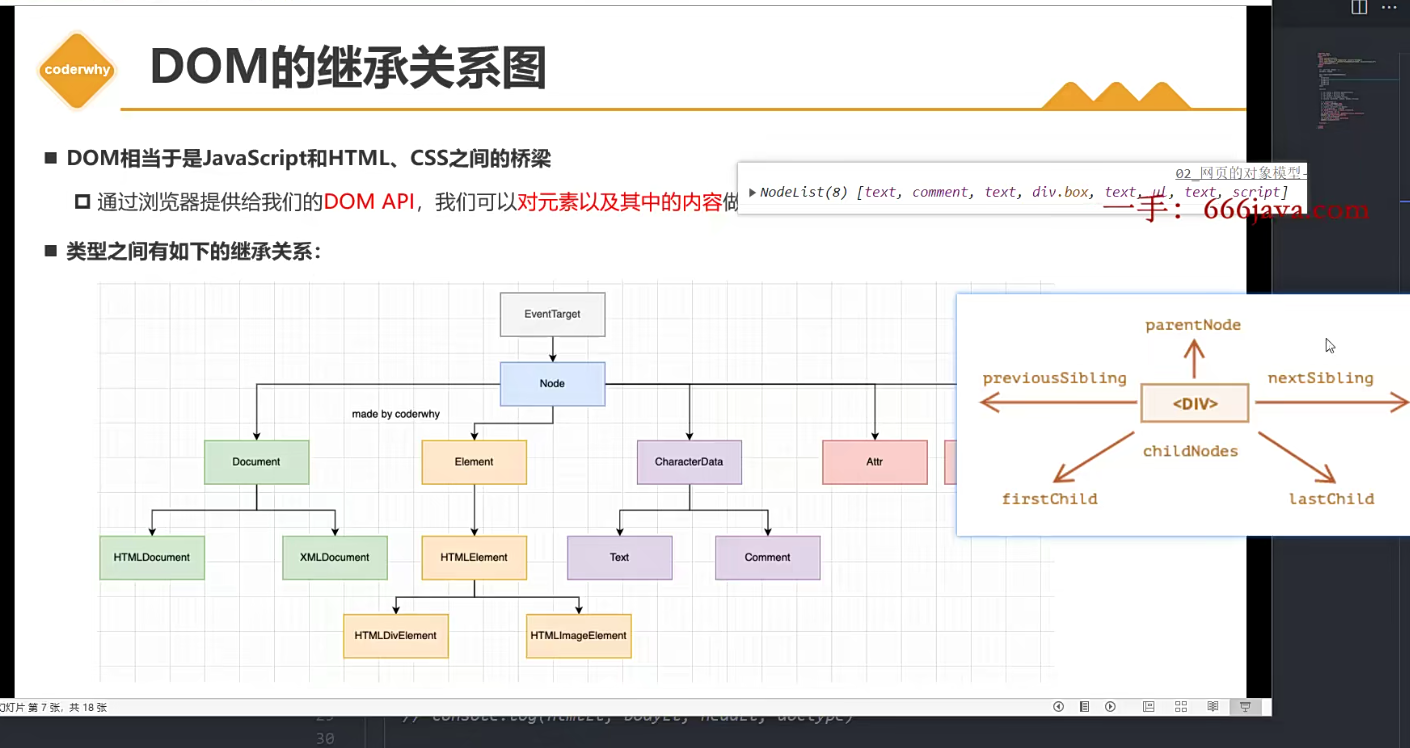 coderwhy
DOM的继承关系图
DOM相当于是JavaScript和HTML、CSS之间的桥梁
通过浏览器提供给我们的DOM API，我们可以对元素以及其中的内容做
02_网页的对象模型-
NodeList(8) [text, comment, text, div.box, text, ul, text, script]
一手：666java.com
类型之间有如下的继承关系：
EventTarget
Node
made by coderwhy
Document
Element
CharacterData
Attr
HTMLDocument
XMLDocument
HTMLElement
Text
Comment
HTMLDivElement
HTMLImageElement
parentNode
previousSibling
nextSibling
<DIV>
childNodes
firstChild
lastChild
幻灯片 第 7 张，共 18 张
30